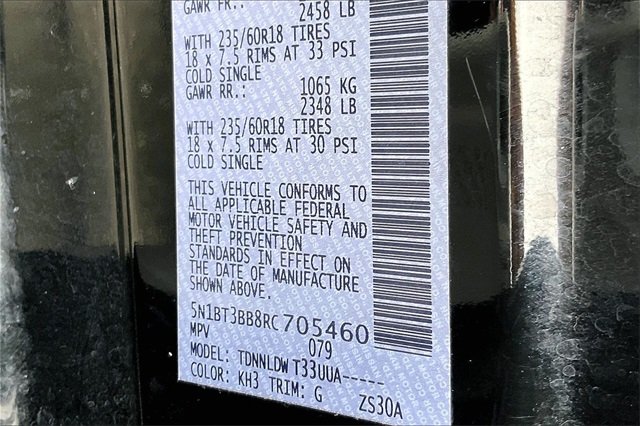 GAWR FR.:
2458 LB
WITH 235/60R18 TIRES
18 x 7.5 RIMS AT 33 PSI
COLD SINGLE
GAWR RR.: 1065 KG
2348 LB
WITH 235/60R18 TIRES
18 x 7.5 RIMS AT 30 PSI
COLD SINGLE
THIS VEHICLE CONFORMS TO
ALL APPLICABLE FEDERAL
MOTOR VEHICLE SAFETY AND
THEFT PREVENTION
STANDARDS IN EFFECT ON
THE DATE OF MANUFACTURE
SHOWN ABOVE.
5N1BT3BB8RC705460
MPV 079
MODEL: TDNNLDW T33UUA-----
COLOR: KH3 TRIM: G ZS30A